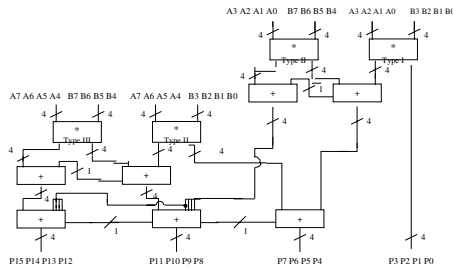 A3 A2 A1 A0 B7 B6 B5 B4 A3 A2 A1 A0 B3 B2 B1 B0
4 4 4 4
* *
Type II Type I
4 4 4
+ 1 +
A7 A6 A5 A4 B7 B6 B5 B4 A7 A6 A5 A4 B3 B2 B1 B0
4 4 4 4 4 4
* *
Type III Type II
4 4 4 4
+ 1 +
4 4
+ + +
1 1
4 4 4 4
P15 P14 P13 P12 P11 P10 P9 P8 P7 P6 P5 P4 P3 P2 P1 P0